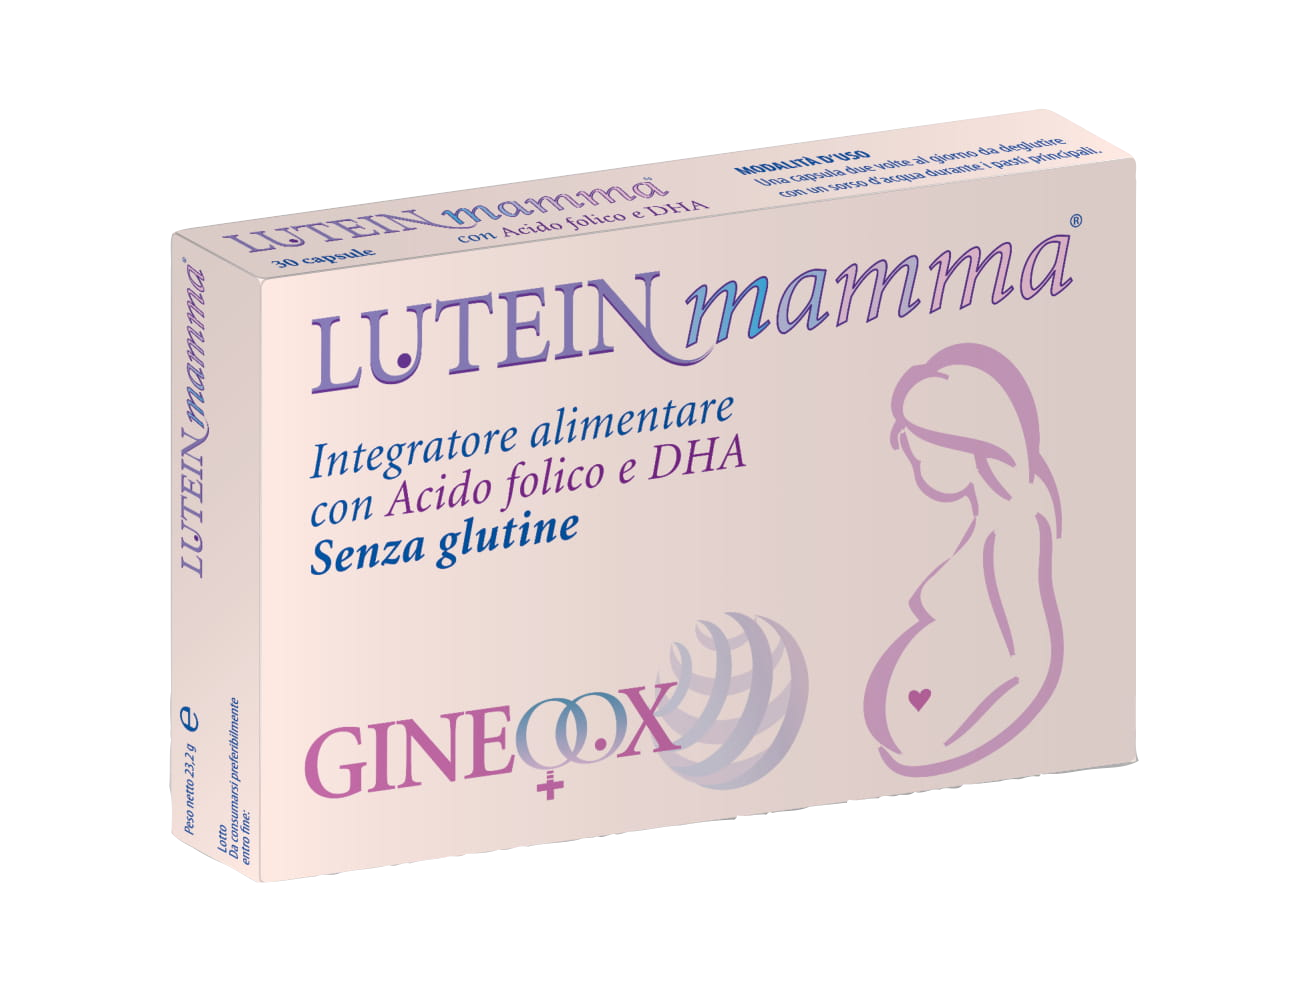 LUTEIN mamma®
con Acido folico e DHA
30 capsule
MODALITÀ D'USO
Una capsula due volte al giorno da deglutire
con un sorso d'acqua durante i pasti principali.
LUTEIN mamma®
Integratore alimentare
con Acido folico e DHA
Senza glutine
GINEOOX
LUTEIN mamma®
Peso netto 23,2 g e
Lotto
Da consumarsi preferibilmente
entro fine: